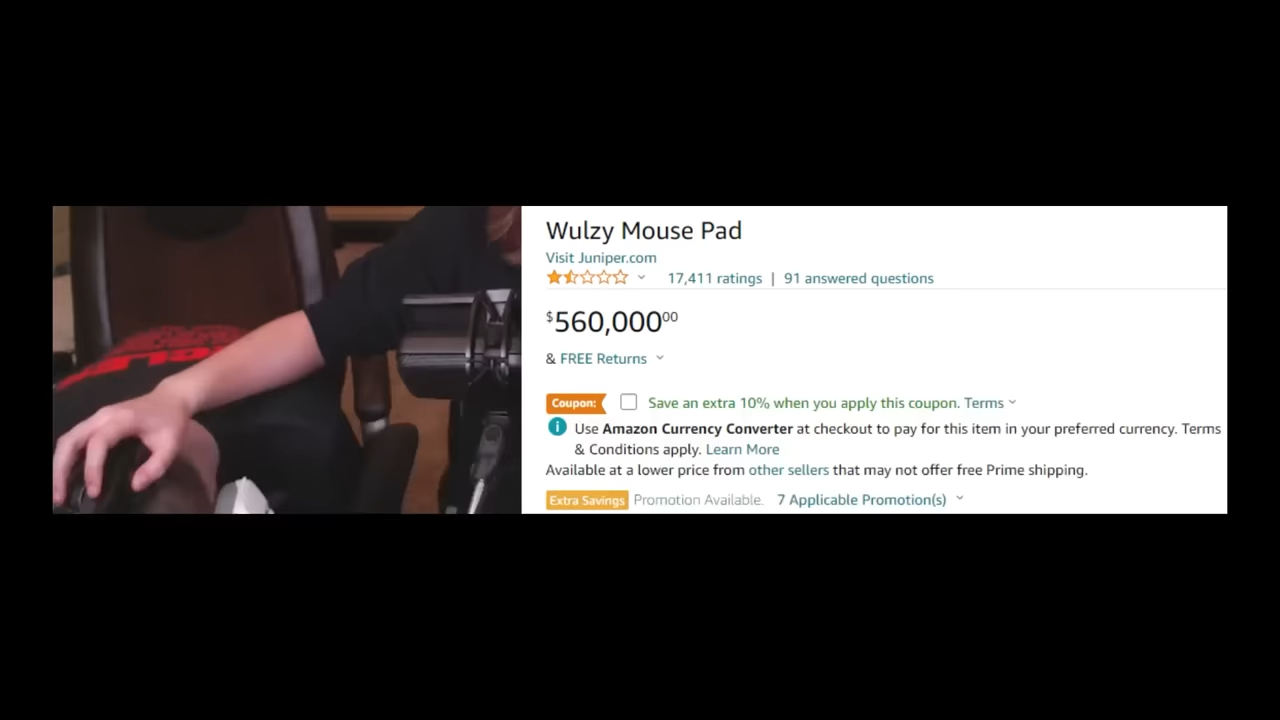 Wulzy Mouse Pad
Visit Juniper.com
17,411 ratings | 91 answered questions
$560,00000
& FREE Returns
Coupon: Save an extra 10% when you apply this coupon. Terms
i Use Amazon Currency Converter at checkout to pay for this item in your preferred currency. Terms
& Conditions apply. Learn More
Available at a lower price from other sellers that may not offer free Prime shipping.
Extra Savings Promotion Available. 7 Applicable Promotion(s)